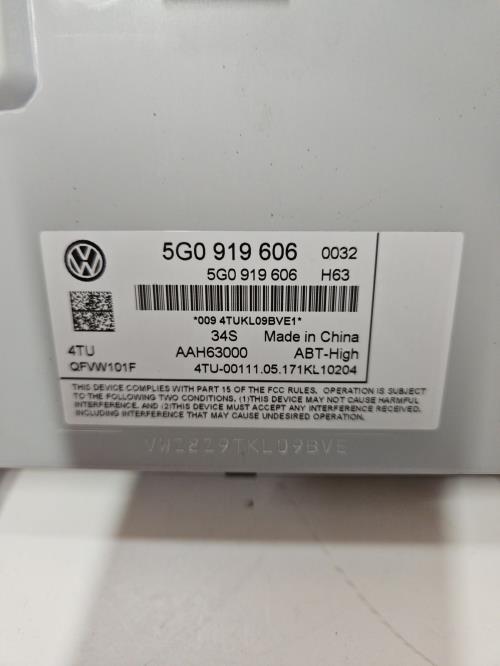 5G0 919 606 0032
5G0 919 606 H63
*009 4TUKL09BVE1*
34S Made in China
4TU AAH63000 ABT-High
QFVW101F 4TU-00111.05.171KL10204
THIS DEVICE COMPLIES WITH PART 15 OF THE FCC RULES. OPERATION IS SUBJECT
TO THE FOLLOWING TWO CONDITIONS. (1)THIS DEVICE MAY NOT CAUSE HARMFUL
INTERFERENCE. AND (2)THIS DEVICE MUST ACCEPT ANY INTERFERENCE RECEIVED,
INCLUDING INTERFERENCE THAT MAY CAUSE UNDESIRED OPERATION.
VWZ8Z9TKL09BVE